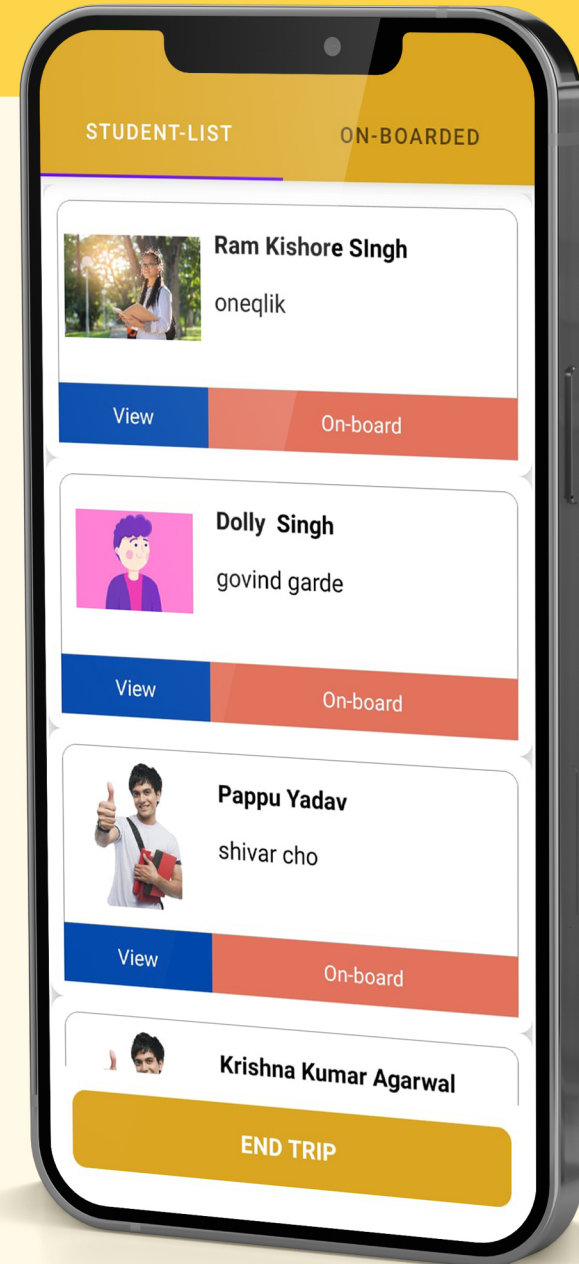 STUDENT-LIST ON-BOARDED
Ram Kishore SIngh
oneqlik
View On-board
Dolly Singh
govind garde
View On-board
Pappu Yadav
shivar cho
View On-board
Krishna Kumar Agarwal
END TRIP